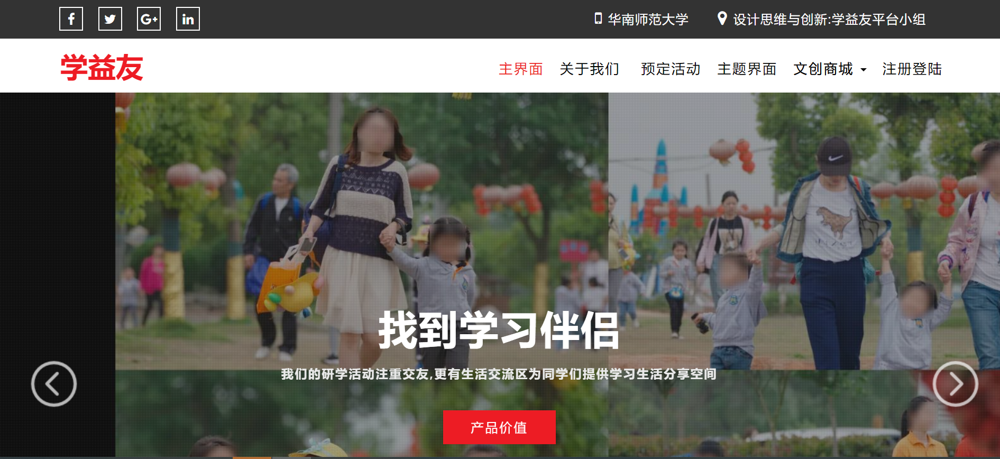 华南师范大学 设计思维与创新:学益友平台小组
学益友
主界面 关于我们 预定活动 主题界面 文创商城 注册登陆
找到学习伴侣
我们的研学活动注重交友,更有生活交流区为同学们提供学习生活分享空间
产品价值